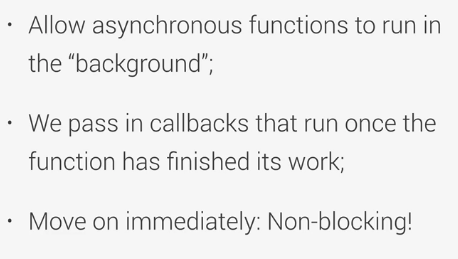 • Allow asynchronous functions to run in
the “background”;
• We pass in callbacks that run once the
function has finished its work;
• Move on immediately: Non-blocking!